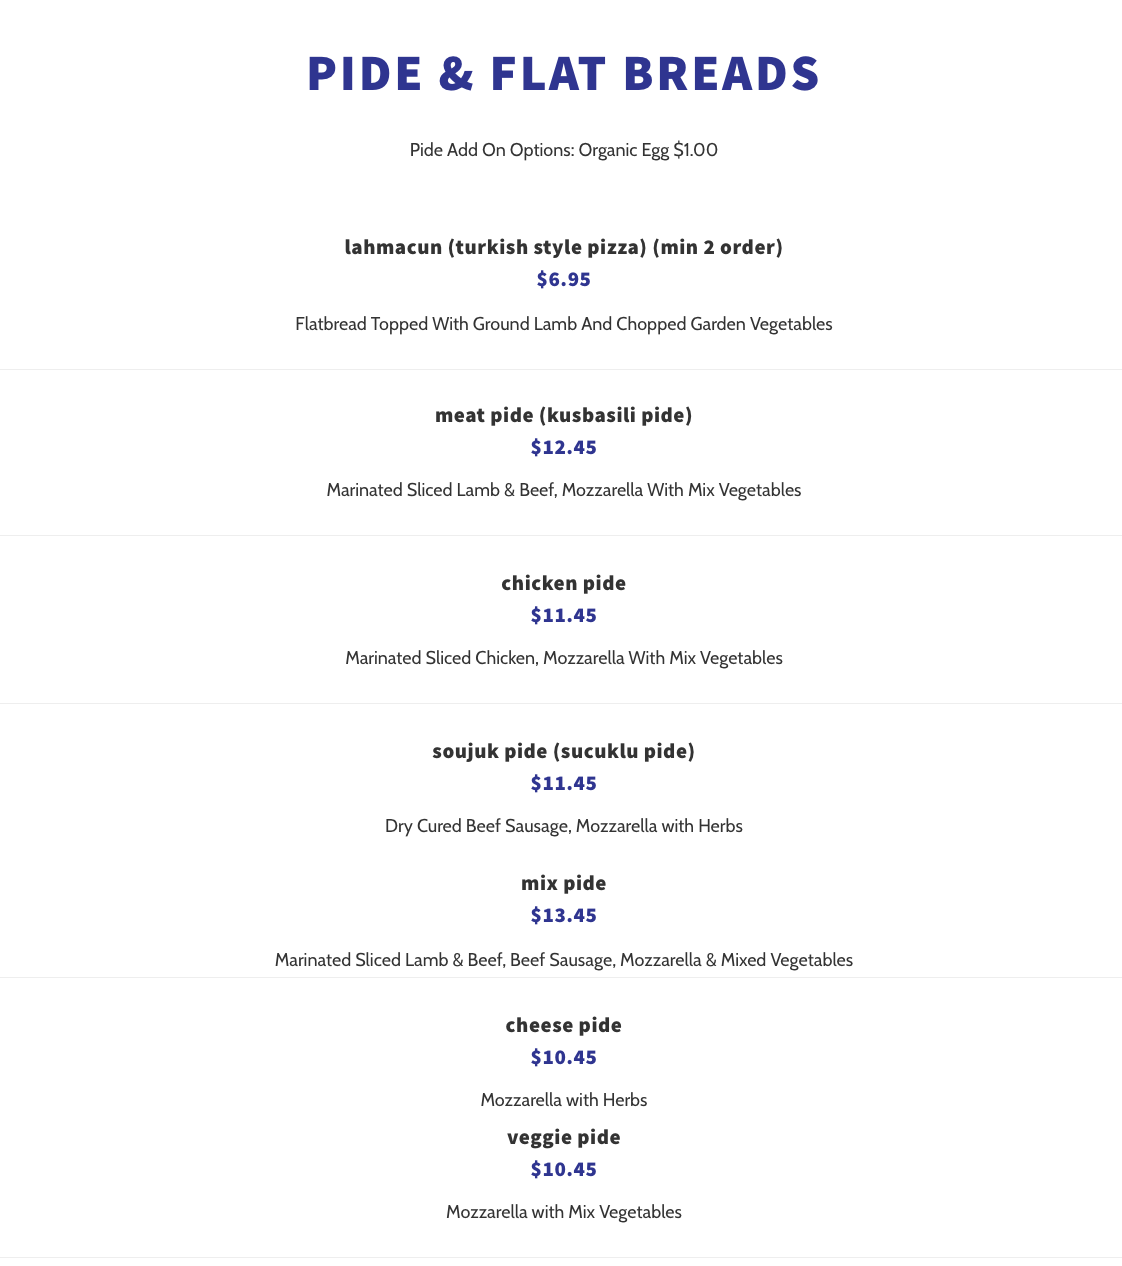 PIDE & FLAT BREADS
Pide Add On Options: Organic Egg $1.00
lahmacun (turkish style pizza) (min 2 order)
$6.95
Flatbread Topped With Ground Lamb And Chopped Garden Vegetables
meat pide (kusbasili pide)
$12.45
Marinated Sliced Lamb & Beef, Mozzarella With Mix Vegetables
chicken pide
$11.45
Marinated Sliced Chicken, Mozzarella With Mix Vegetables
soujuk pide (sucuklu pide)
$11.45
Dry Cured Beef Sausage, Mozzarella with Herbs
mix pide
$13.45
Marinated Sliced Lamb & Beef, Beef Sausage, Mozzarella & Mixed Vegetables
cheese pide
$10.45
Mozzarella with Herbs
veggie pide
$10.45
Mozzarella with Mix Vegetables